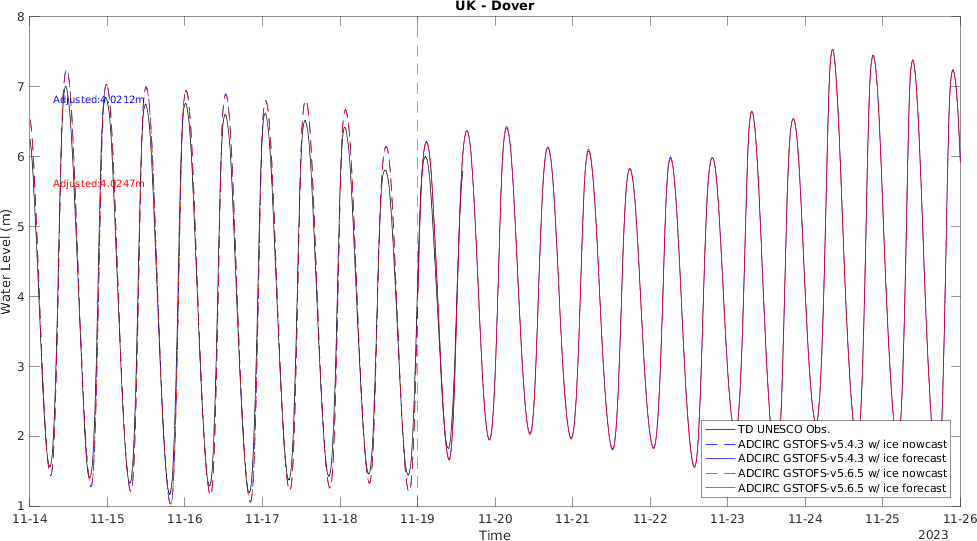 UK - Dover
8
7
6
5
4
3
2
1
Water Level (m)
Adjusted:4.0212m
Adjusted:4.0247m
TD UNESCO Obs.
ADCIRC GSTOFS-v5.4.3 w/ ice nowcast
ADCIRC GSTOFS-v5.4.3 w/ ice forecast
ADCIRC GSTOFS-v5.6.5 w/ ice nowcast
ADCIRC GSTOFS-v5.6.5 w/ ice forecast
11-14 11-15 11-16 11-17 11-18 11-19 11-20 11-21 11-22 11-23 11-24 11-25 11-26
Time
2023